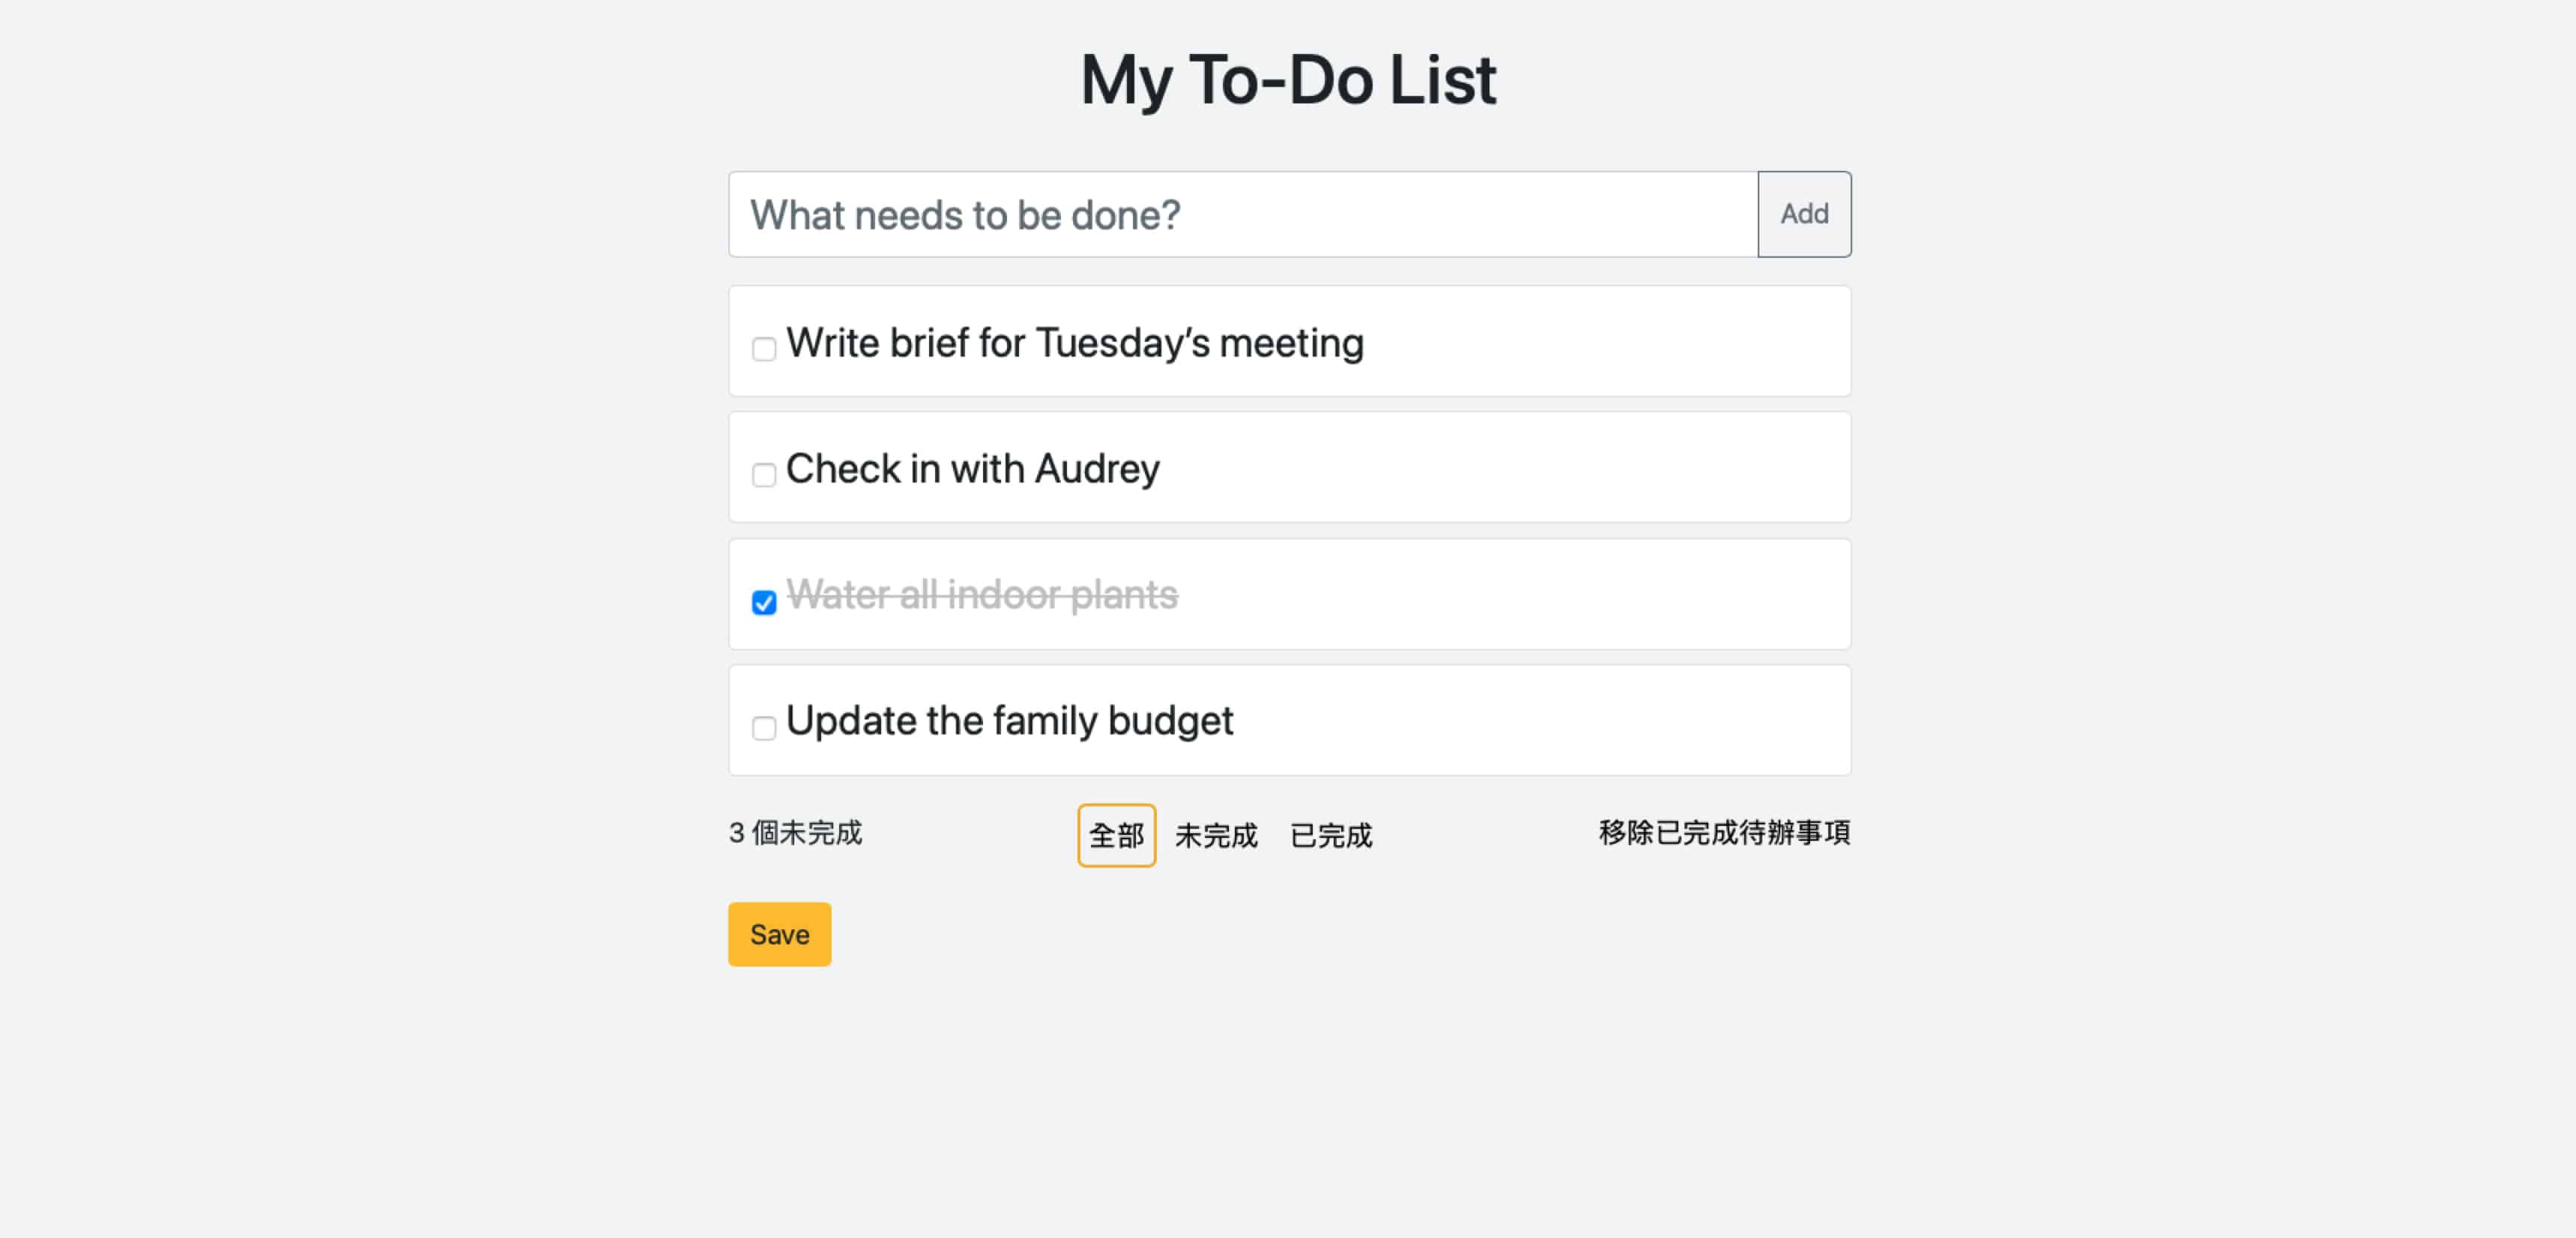 My To-Do List
What needs to be done?
Add
Write brief for Tuesday’s meeting
Check in with Audrey
Water all indoor plants
Update the family budget
3 個未完成
全部 未完成 已完成
移除已完成待辦事項
Save